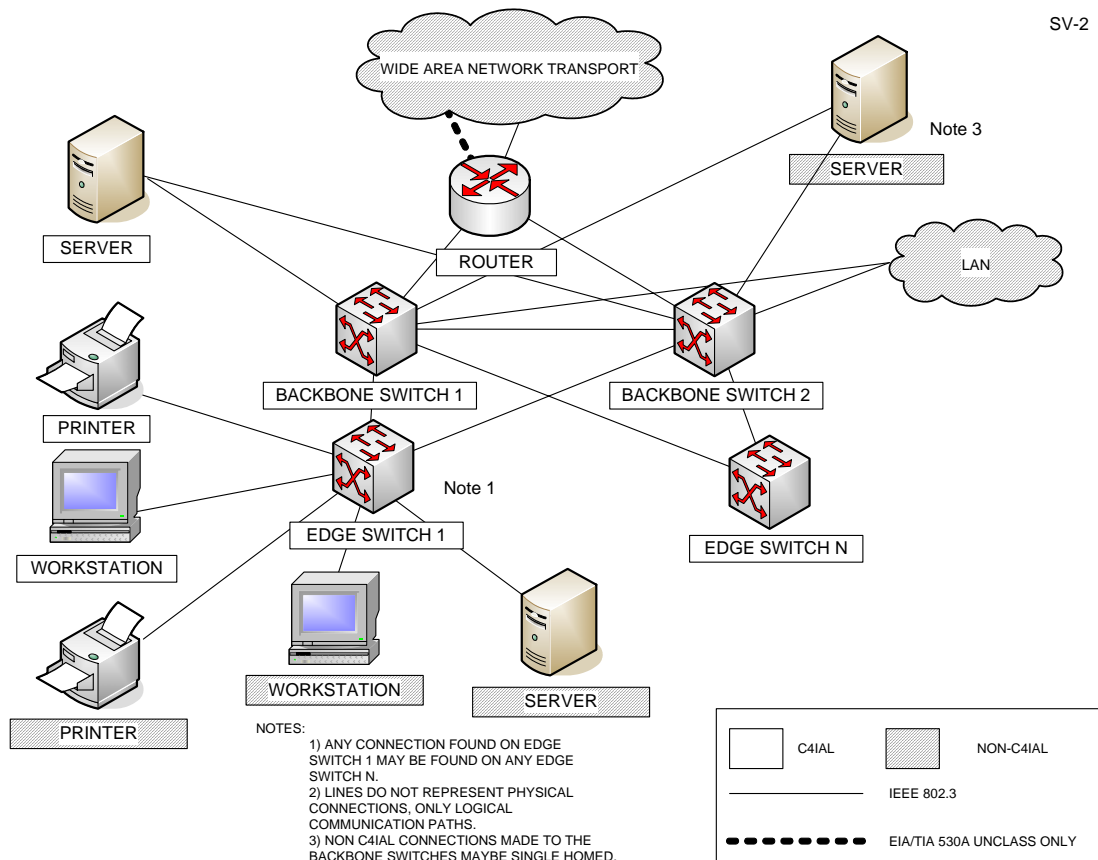 SV-2
WIDE AREA NETWORK TRANSPORT
Note 3
SERVER
SERVER
ROUTER
LAN
BACKBONE SWITCH 1
BACKBONE SWITCH 2
PRINTER
Note 1
EDGE SWITCH 1
EDGE SWITCH N
WORKSTATION
WORKSTATION
SERVER
PRINTER
NOTES:
1) ANY CONNECTION FOUND ON EDGE
SWITCH 1 MAY BE FOUND ON ANY EDGE
SWITCH N.
2) LINES DO NOT REPRESENT PHYSICAL
CONNECTIONS, ONLY LOGICAL
COMMUNICATION PATHS.
3) NON C4IAL CONNECTIONS MADE TO THE
BACKBONE SWITCHES MAYBE SINGLE HOMED.
C4IAL
NON-C4IAL
IEEE 802.3
EIA/TIA 530A UNCLASS ONLY